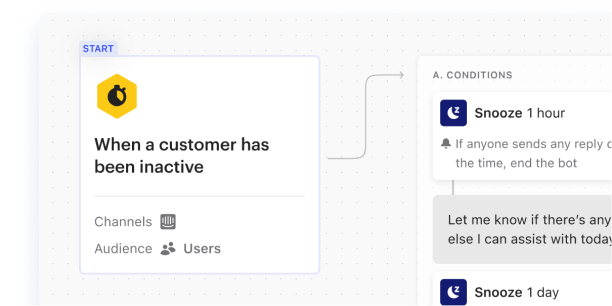 START
When a customer has
been inactive
Channels
Audience Users
A. CONDITIONS
Snooze 1 hour
If anyone sends any reply
the time, end the bot
Let me know if there's any
else I can assist with today
Snooze 1 day